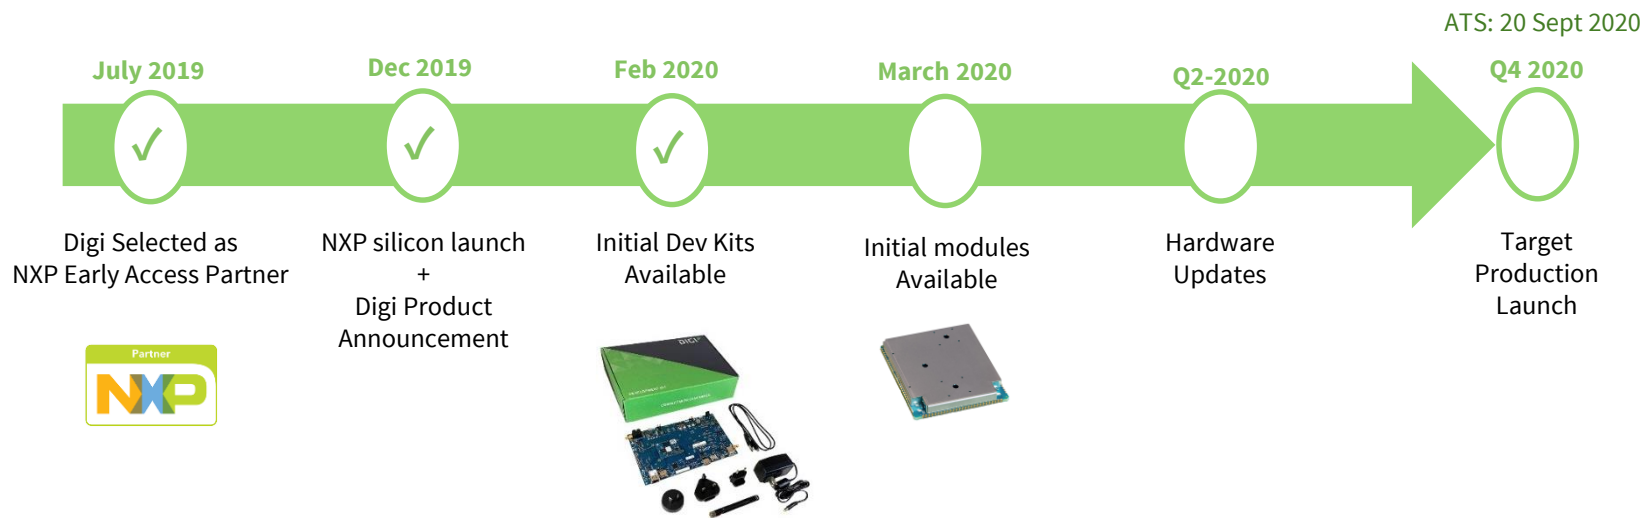 ATS: 20 Sept 2020
July 2019
Dec 2019
Feb 2020
March 2020
Q2-2020
Q4 2020
Digi Selected as
NXP Early Access Partner
NXP silicon launch
+
Digi Product
Announcement
Initial Dev Kits
Available
Initial modules
Available
Hardware
Updates
Target
Production
Launch
Partner
NXP
DIGI